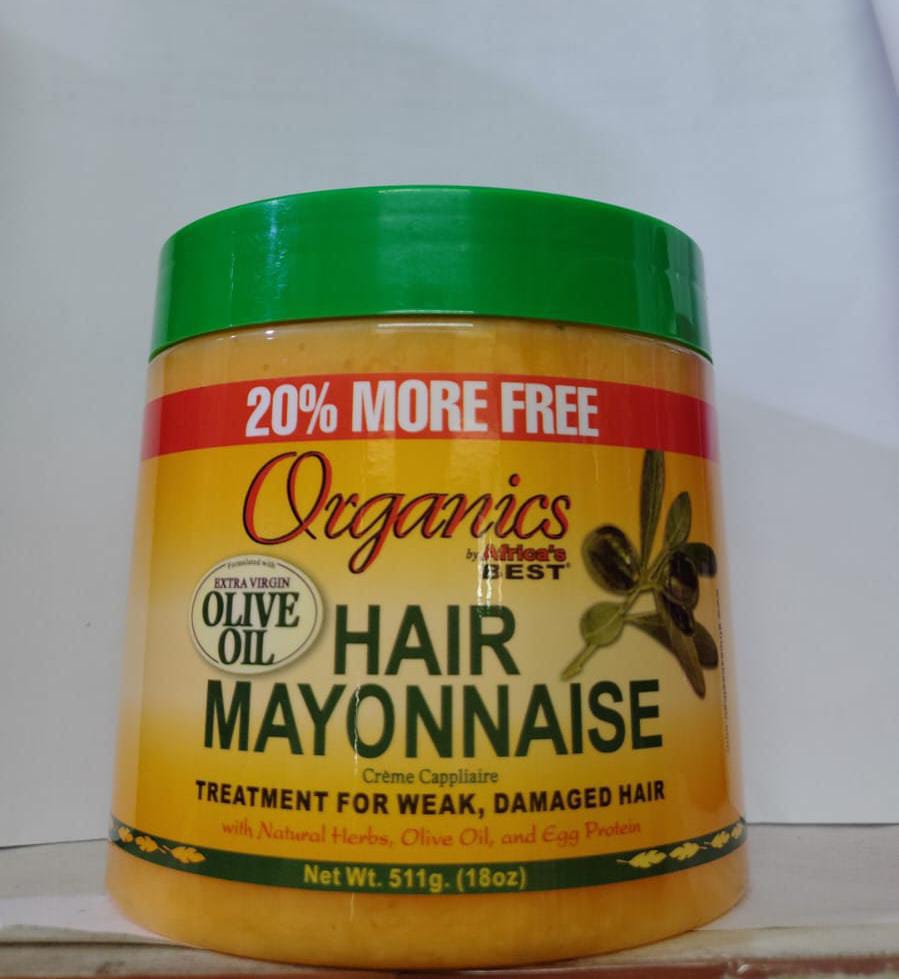 20% MORE FREE
Organics
by Africa's
BEST®
Formulated with
EXTRA VIRGIN
OLIVE
OIL
HAIR
MAYONNAISE
Crème Cappliaire
TREATMENT FOR WEAK, DAMAGED HAIR
with Natural Herbs, Olive Oil, and Egg Protein
Net Wt. 511g. (18oz)